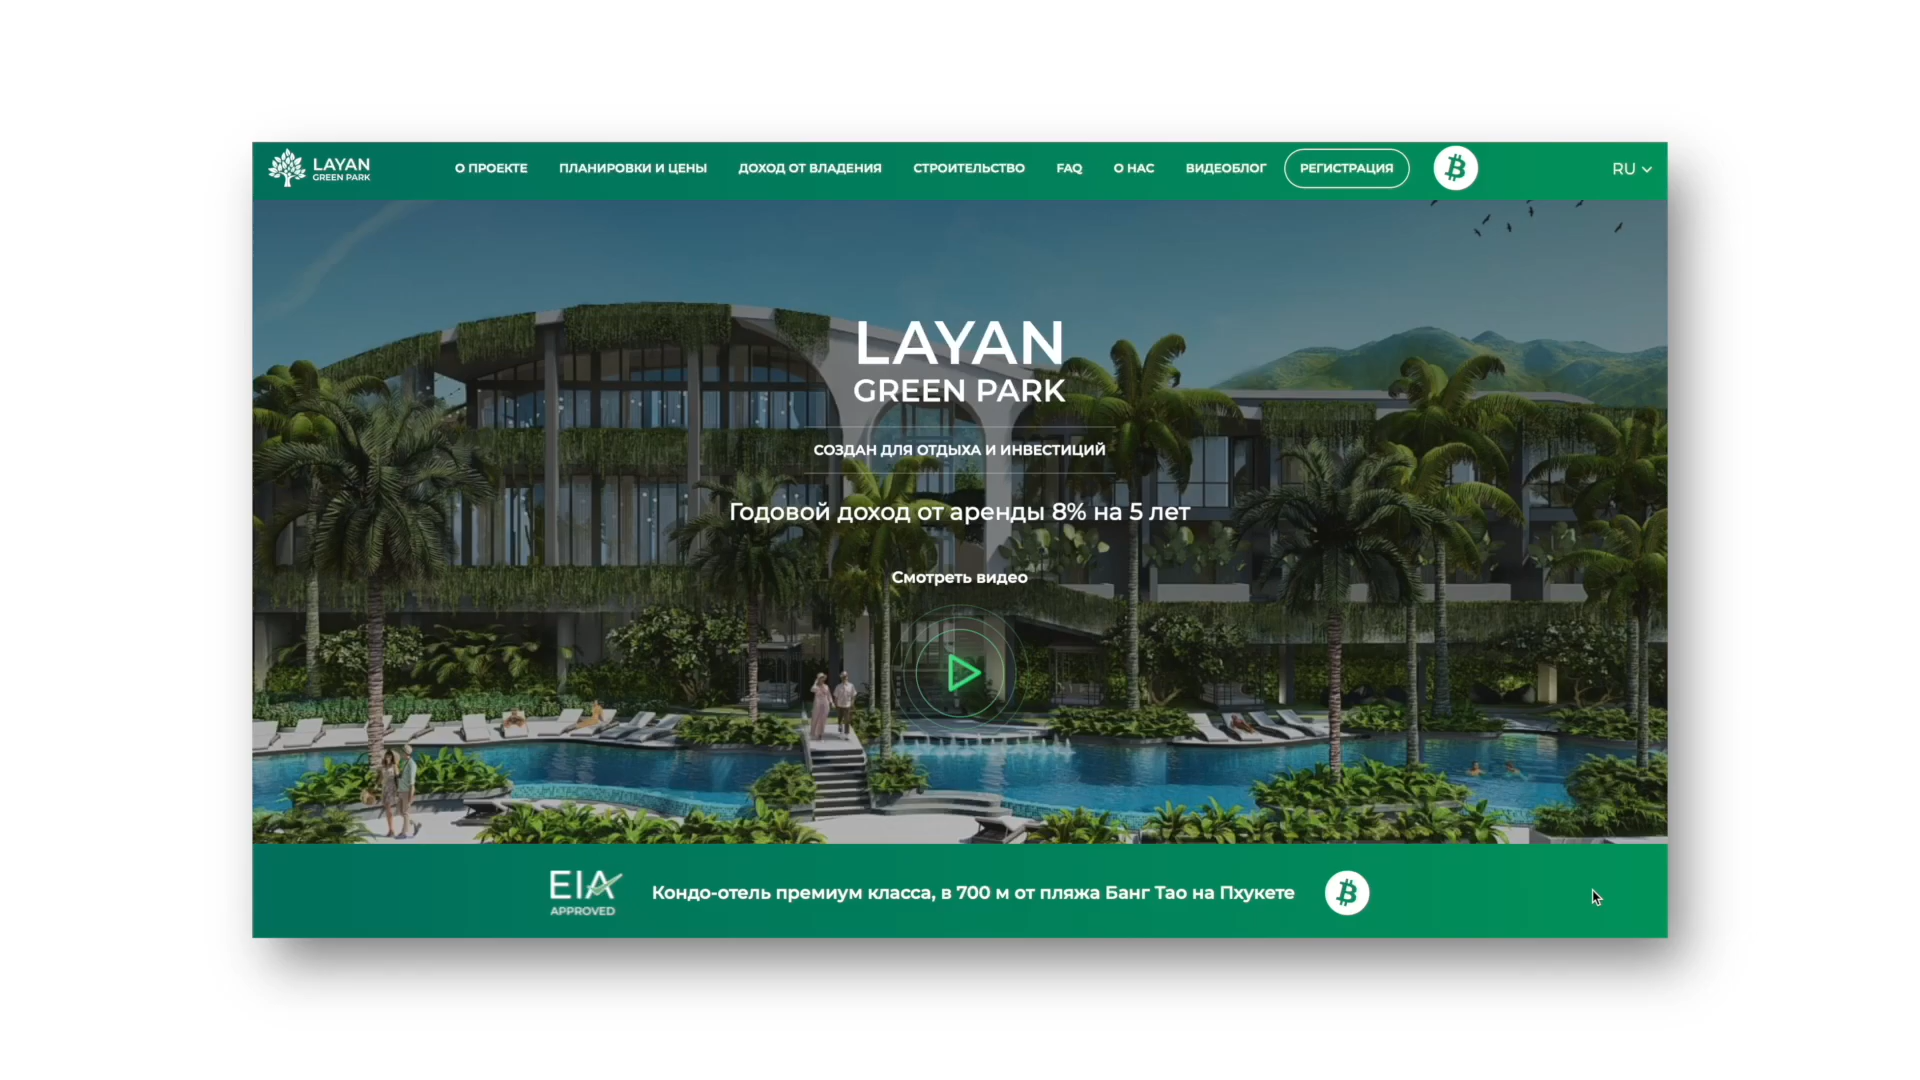 LAYAN
GREEN PARK
О ПРОЕКТЕ
ПЛАНИРОВКИ И ЦЕНЫ
ДОХОД ОТ ВЛАДЕНИЯ
СТРОИТЕЛЬСТВО
FAQ
О НАС
ВИДЕОБЛОГ
РЕГИСТРАЦИЯ
RU
LAYAN
GREEN PARK
СОЗДАН ДЛЯ ОТДЫХА И ИНВЕСТИЦИЙ
Годовой доход от аренды 8% на 5 лет
Смотреть видео
EIA
APPROVED
Кондо-отель премиум класса, в 700 м от пляжа Банг Тао на Пхукете